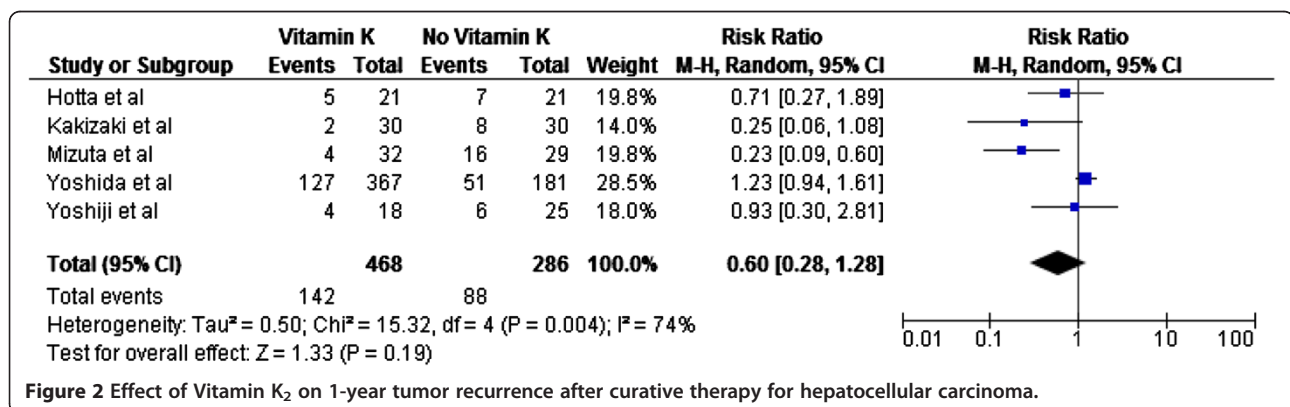 Vitamin K No Vitamin K Risk Ratio Risk Ratio
Study or Subgroup Events Total Events Total Weight M-H, Random, 95% CI M-H, Random, 95% CI
Hotta et al 5 21 7 21 19.8% 0.71 [0.27, 1.89]
Kakizaki et al 2 30 8 30 14.0% 0.25 [0.06, 1.08]
Mizuta et al 4 32 16 29 19.8% 0.23 [0.09, 0.60]
Yoshida et al 127 367 51 181 28.5% 1.23 [0.94, 1.61]
Yoshiji et al 4 18 6 25 18.0% 0.93 [0.30, 2.81]
Total (95% CI) 468 286 100.0% 0.60 [0.28, 1.28]
Total events 142 88
Heterogeneity: Tau² = 0.50; Chi² = 15.32, df = 4 (P = 0.004); I² = 74%
Test for overall effect: Z = 1.33 (P = 0.19)
0.01 0.1 1 10 100
Figure 2 Effect of Vitamin K₂ on 1-year tumor recurrence after curative therapy for hepatocellular carcinoma.